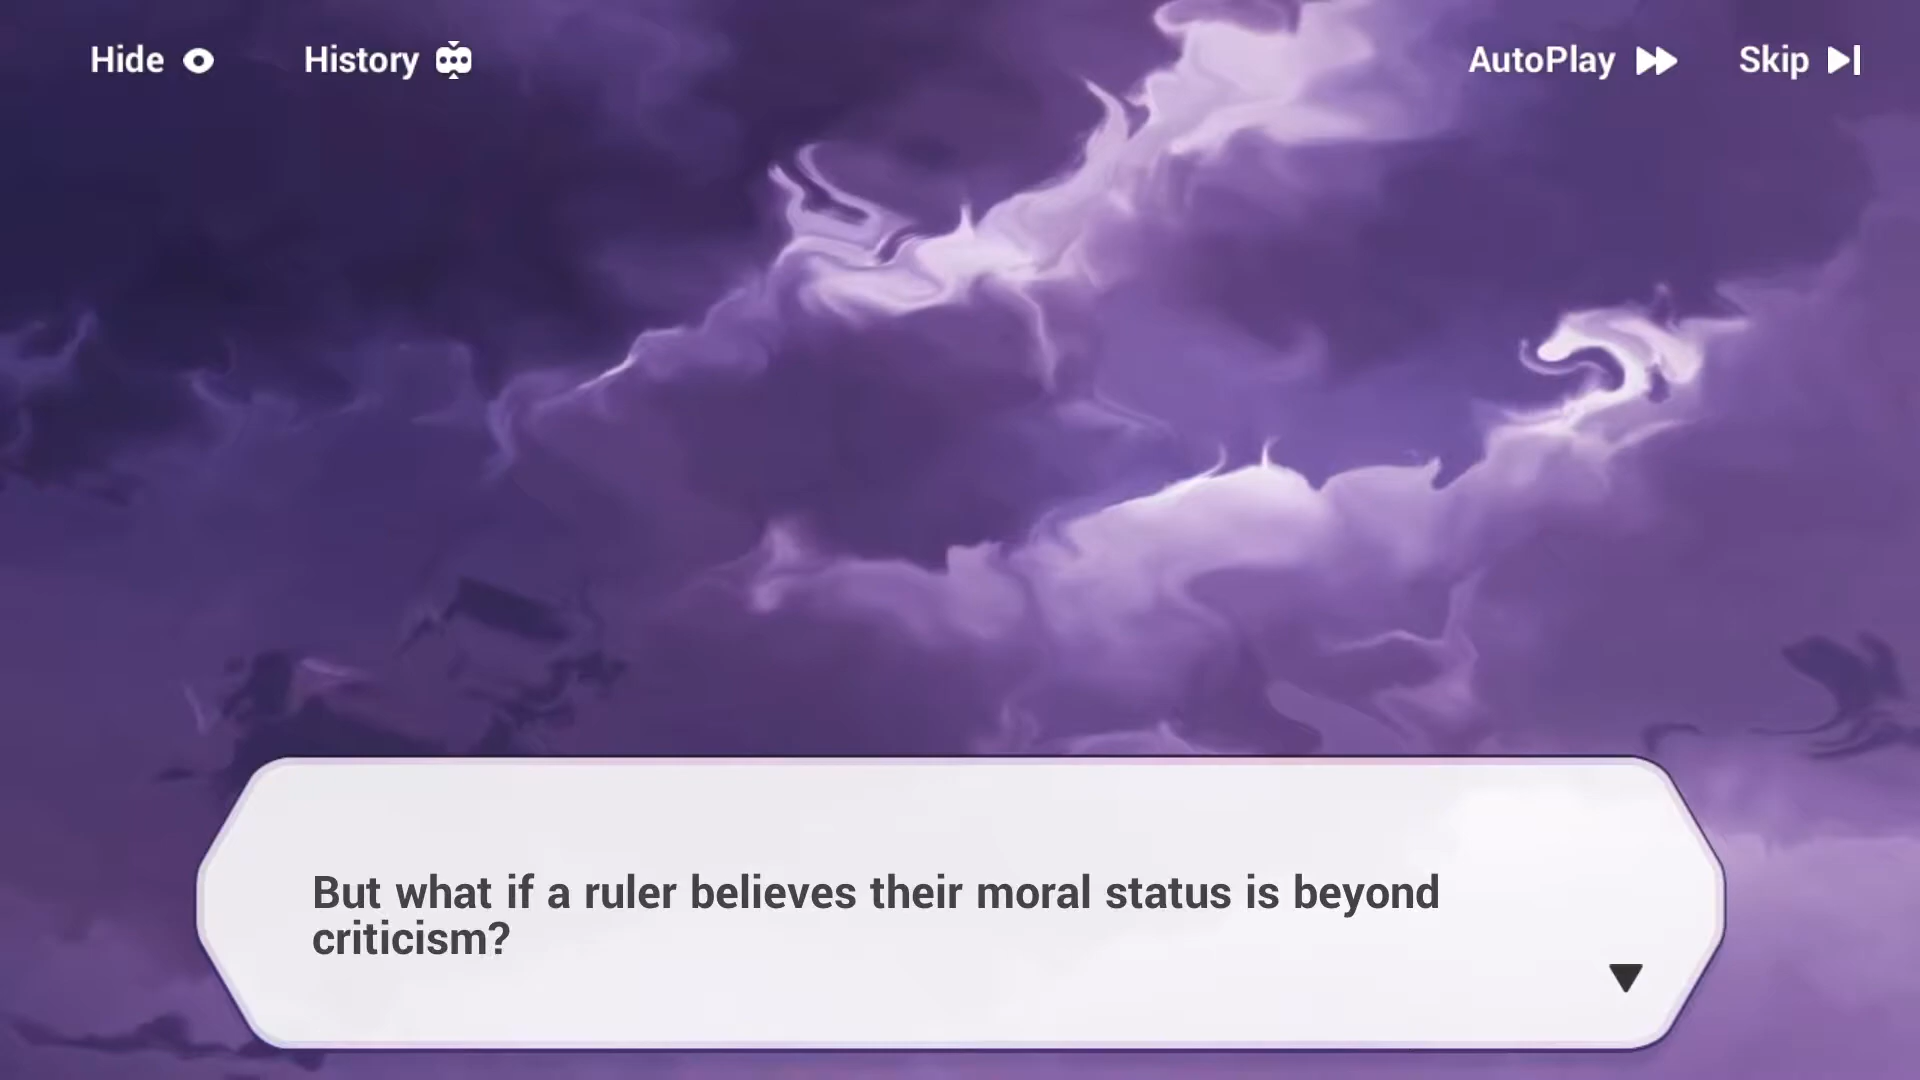 Hide
History
AutoPlay
Skip
But what if a ruler believes their moral status is beyond
criticism?